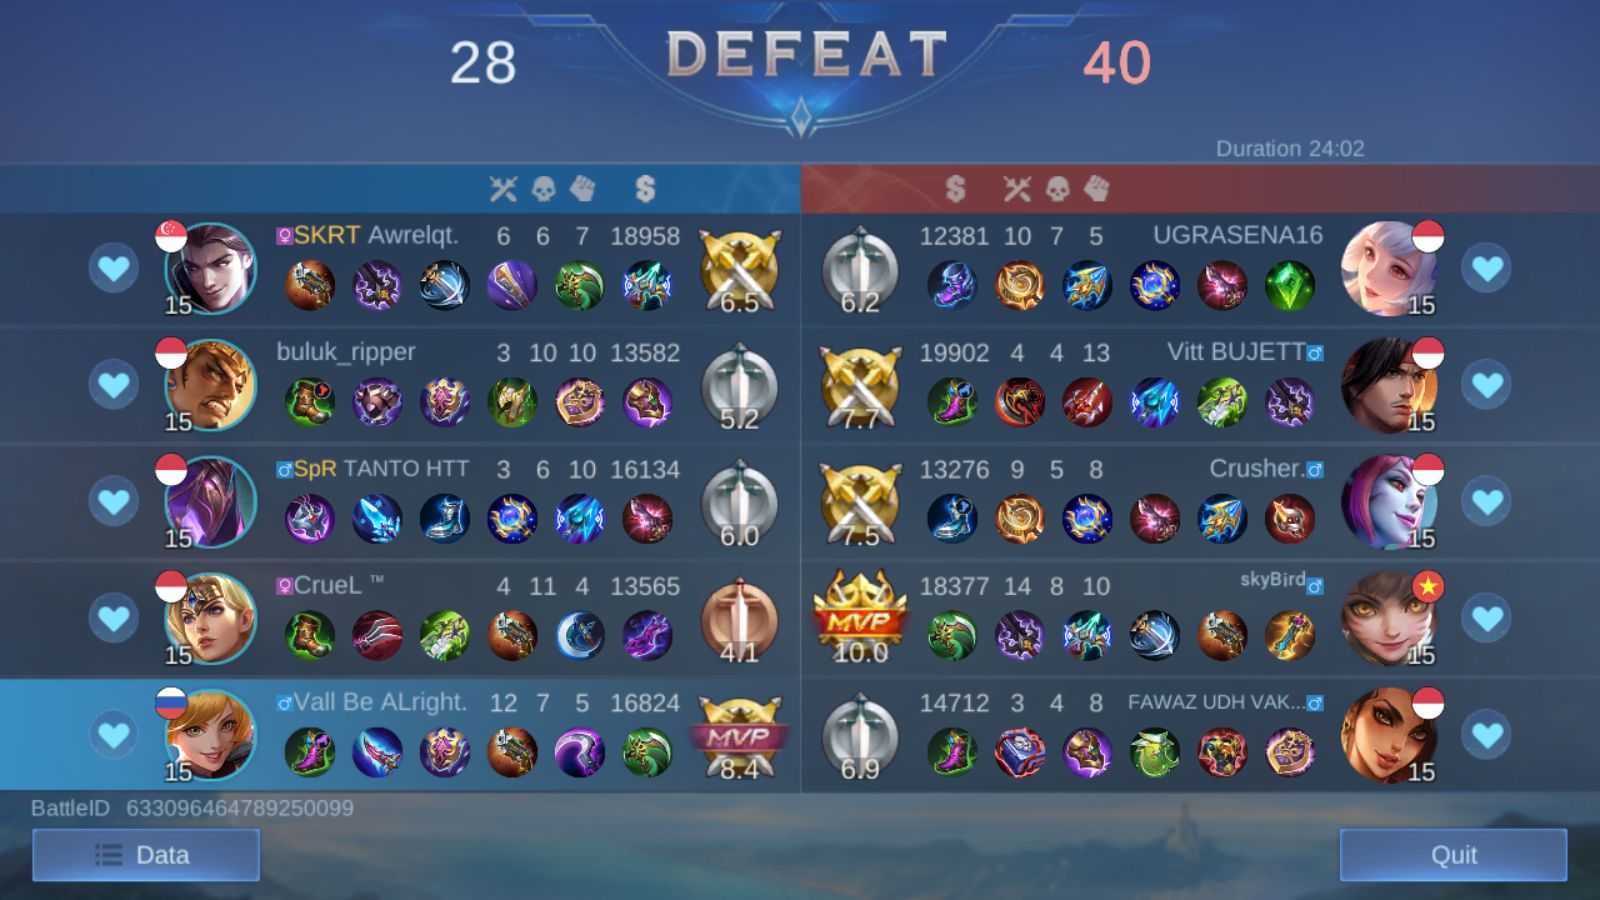 28 DEFEAT 40
Duration 24:02
SKRT Awrelqt. 6 6 7 18958
15 6.5
12381 10 7 5 UGRASENA16
6.2 15
buluk_ripper 3 10 10 13582
15 5.2
19902 4 4 13 Vitt BUJETT
7.7 15
SpR TANTO HTT 3 6 10 16134
15 6.0
13276 9 5 8 Crusher.
7.5 15
CrueL ™ 4 11 4 13565
15 4.1
18377 14 8 10 skyBird
MVP
10.0 15
Vall Be ALright. 12 7 5 16824
MVP
15 8.4
14712 3 4 8 FAWAZ UDH VAK...
6.9 15
BattleID 633096464789250099
Data
Quit